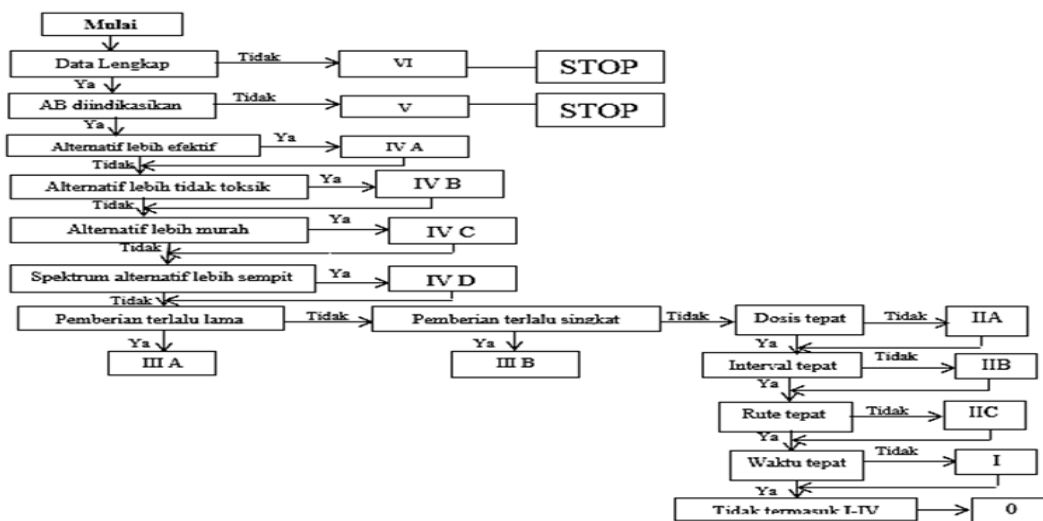 Mulai
Data Lengkap Tidak VI STOP
Ya
AB diindikasikan Tidak V STOP
Ya
Alternatif lebih efektif Ya IV A
Tidak
Alternatif lebih tidak toksik Ya IV B
Tidak
Alternatif lebih murah Ya IV C
Tidak
Spektrum alternatif lebih sempit Ya IV D
Tidak
Pemberian terlalu lama Tidak Pemberian terlalu singkat Tidak Dosis tepat Tidak IIA
Ya Ya Ya
III A III B Interval tepat Tidak IIB
Ya
Rute tepat Tidak IIC
Ya
Waktu tepat Tidak I
Ya
Tidak termasuk I-IV 0